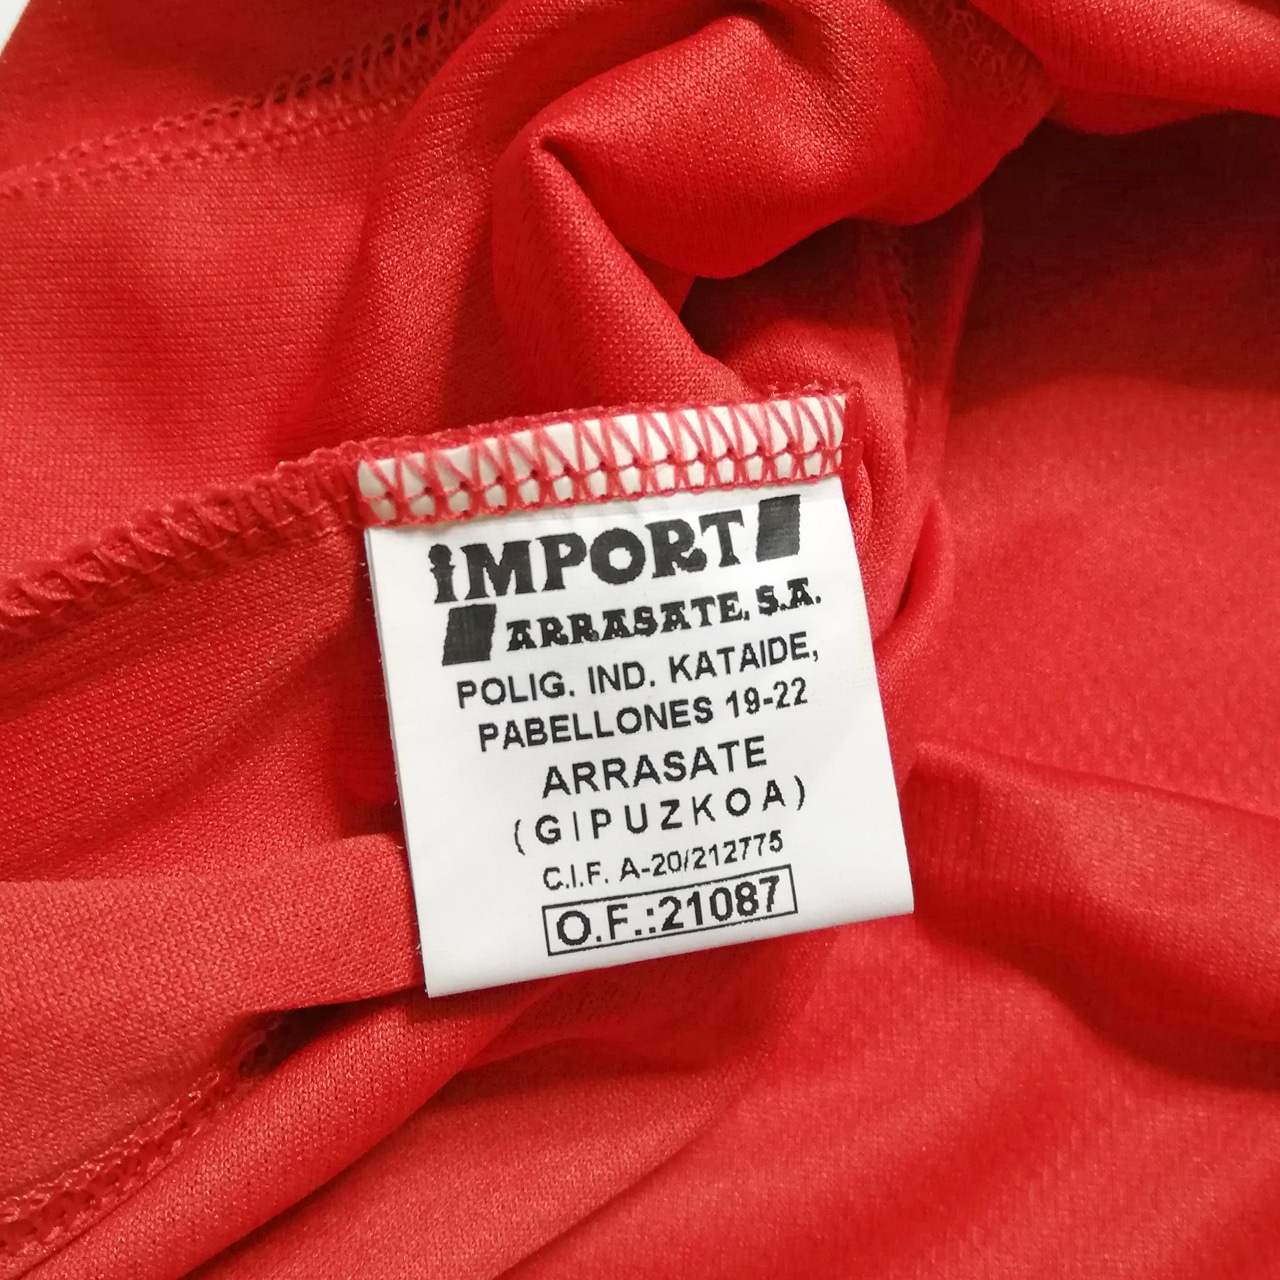 iMPORT
ARRASATE, S.A.
POLIG. IND. KATAIDE,
PABELLONES 19-22
ARRASATE
(GIPUZKOA)
C.I.F. A-20/212775
O.F.:21087